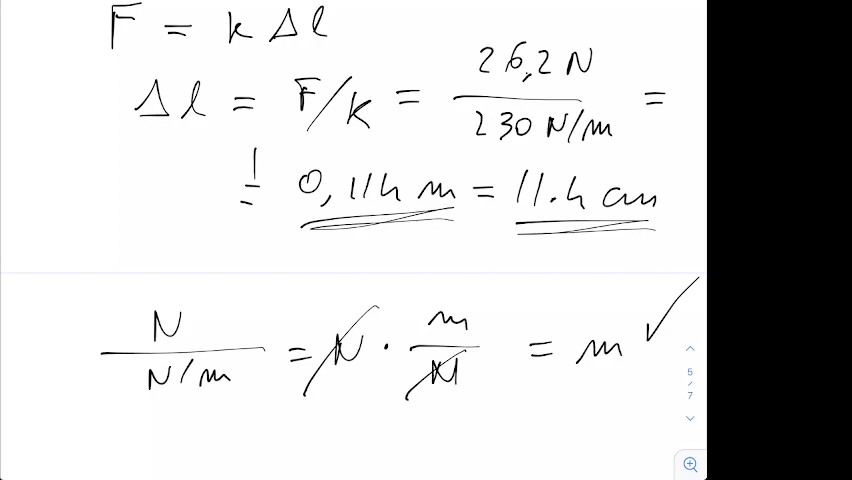 F = k Δl
Δl = F/k = 26,2 N / 230 N/m =
= 0,114 m = 11.4 cm
N / N/m = N · m/N = m ✓
5
/
7